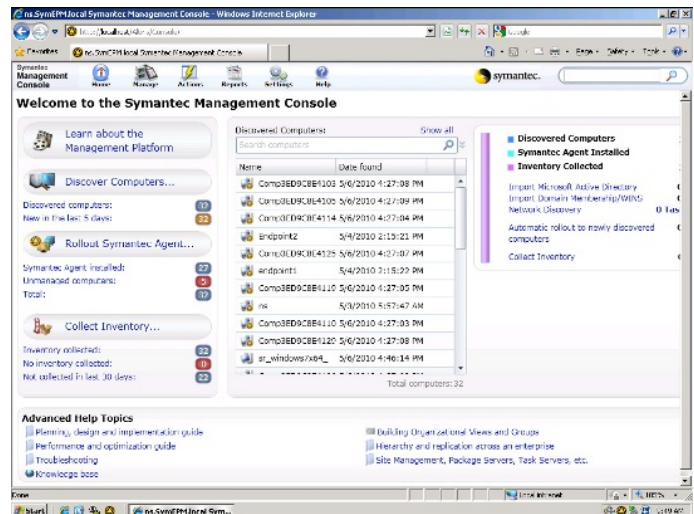 ns.SymEPM.local Symantec Management Console - Windows Internet Explorer
Favorites
ns.SymEPM.local Symantec Management Console
Page
Safety
Tools
Symantec
Management
Console
Home
Manage
Actions
Reports
Settings
Help
symantec.
Welcome to the Symantec Management Console
Learn about the
Management Platform
Discover Computers...
Discovered computers: 32
New in the last 5 days: 32
Rollout Symantec Agent...
Symantec Agent installed: 27
Unmanaged computers: 5
Total: 32
Collect Inventory...
Inventory collected: 32
No inventory collected: 0
Not collected in last 30 days: 22
Discovered Computers:
Show all
Search computers
Name Date found
Comp3ED9C8E4103 5/6/2010 4:27:08 PM
Comp3ED9C8E4105 5/6/2010 4:27:09 PM
Comp3ED9C8E4114 5/6/2010 4:27:04 PM
Endpoint2 5/4/2010 2:15:21 PM
Comp3ED9C8E4125 5/6/2010 4:27:07 PM
endpoint1 5/4/2010 2:15:22 PM
Comp3ED9C8E4119 5/6/2010 4:27:05 PM
ns 5/3/2010 5:57:47 AM
Comp3ED9C8E4110 5/6/2010 4:27:03 PM
Comp3ED9C8E4129 5/6/2010 4:27:08 PM
sr_windows7x64_ 5/6/2010 4:46:14 PM
Total computers: 32
Discovered Computers
Symantec Agent Installed
Inventory Collected
Import Microsoft Active Directory
Import Domain Membership/WINS
Network Discovery 0 Tas
Automatic rollout to newly discovered
computers
Collect Inventory
Advanced Help Topics
Planning, design and implementation guide
Performance and optimization guide
Troubleshooting
Knowledge base
Building Organizational Views and Groups
Hierarchy and replication across an enterprise
Site Management, Package Servers, Task Servers, etc.
Done
Local intranet
Start
ns.SymEPM.local Sym...